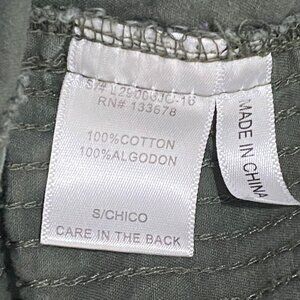 RN# 133678
100%COTTON
100%ALGODON
S/CHICO
CARE IN THE BACK
MADE IN CHINA